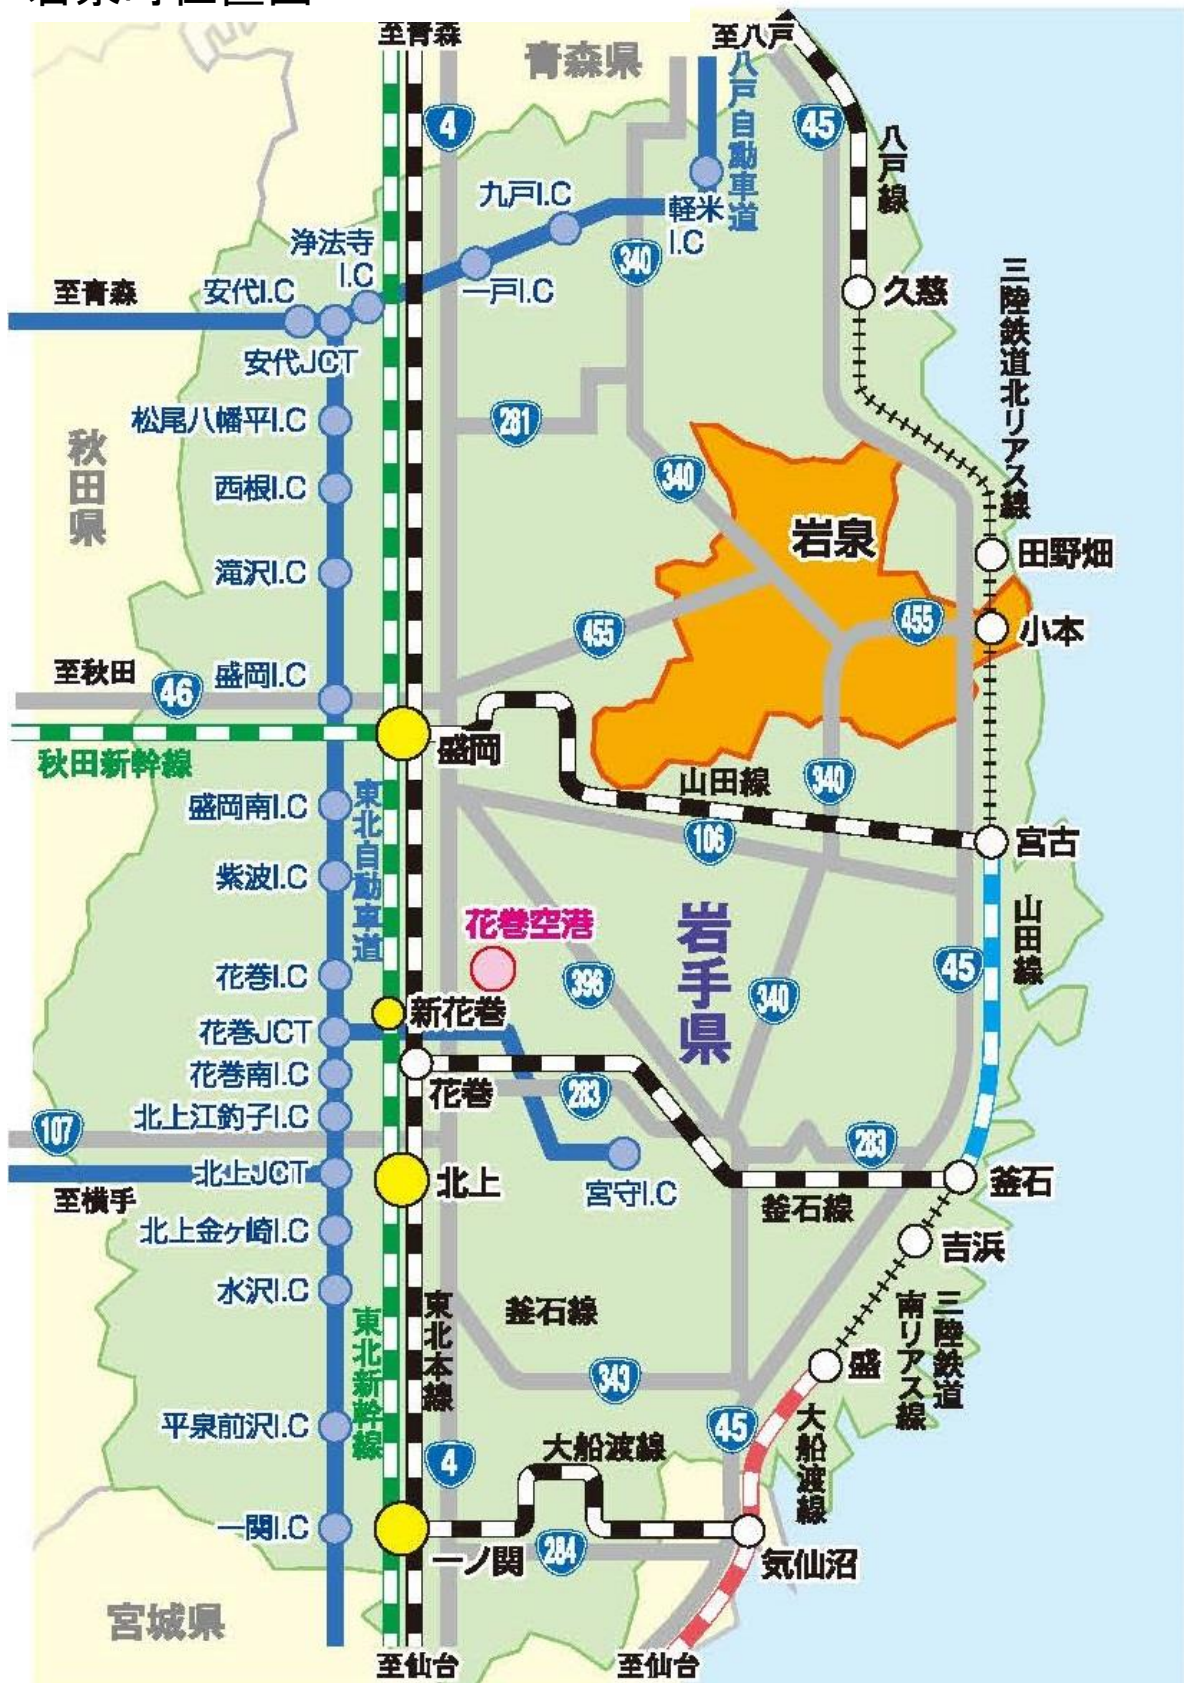 至青森
至八戸
青森県
4
八戸自動車道
45
八戸線
九戸I.C
軽米
I.C
浄法寺
I.C
340
一戸I.C
至青森
安代I.C
久慈
三陸鉄道北リアス線
安代JCT
松尾八幡平I.C
281
秋田県
西根I.C
340
岩泉
田野畑
滝沢I.C
455
455
小本
至秋田
46
盛岡I.C
盛岡
秋田新幹線
山田線
340
盛岡南I.C
東北自動車道
106
宮古
紫波I.C
花巻空港
岩手県
山田線
花巻I.C
396
340
45
新花巻
花巻JCT
花巻南I.C
花巻
283
北上江釣子I.C
107
283
北上JCT
北上
宮守I.C
釜石線
釜石
至横手
北上金ヶ崎I.C
吉浜
水沢I.C
東北本線
釜石線
三陸鉄道
南リアス線
東北新幹線
343
盛
平泉前沢I.C
45
大船渡線
4
大船渡線
一関I.C
一ノ関
284
気仙沼
宮城県
至仙台
至仙台